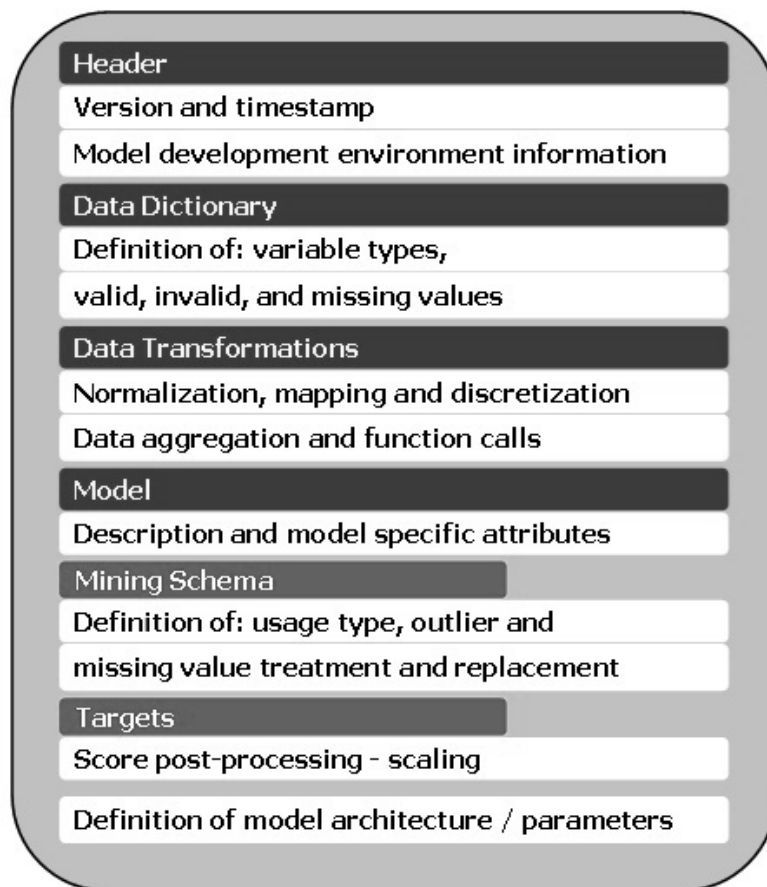 Header
Version and timestamp
Model development environment information
Data Dictionary
Definition of: variable types,
valid, invalid, and missing values
Data Transformations
Normalization, mapping and discretization
Data aggregation and function calls
Model
Description and model specific attributes
Mining Schema
Definition of: usage type, outlier and
missing value treatment and replacement
Targets
Score post-processing - scaling
Definition of model architecture / parameters